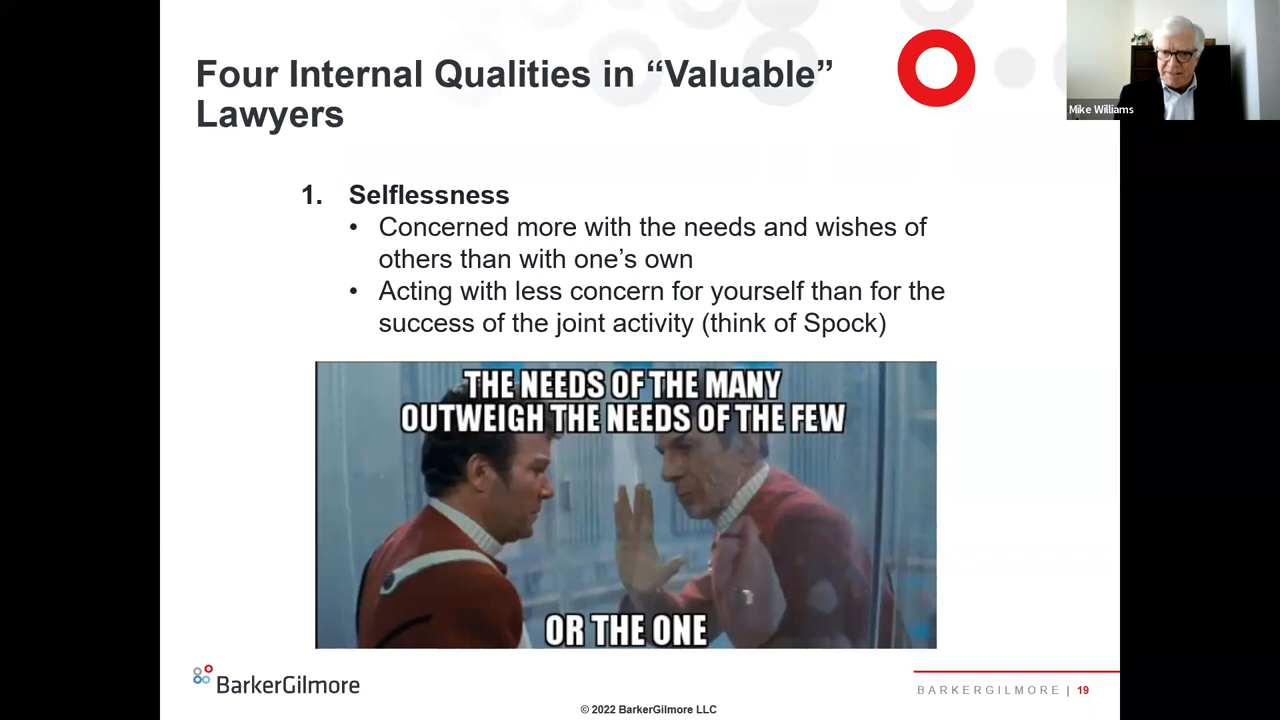 Four Internal Qualities in “Valuable”
Lawyers
Mike Williams
1. Selflessness
• Concerned more with the needs and wishes of
others than with one’s own
• Acting with less concern for yourself than for the
success of the joint activity (think of Spock)
THE NEEDS OF THE MANY
OUTWEIGH THE NEEDS OF THE FEW
OR THE ONE
BarkerGilmore
BARKERGILMORE | 19
© 2022 BarkerGilmore LLC